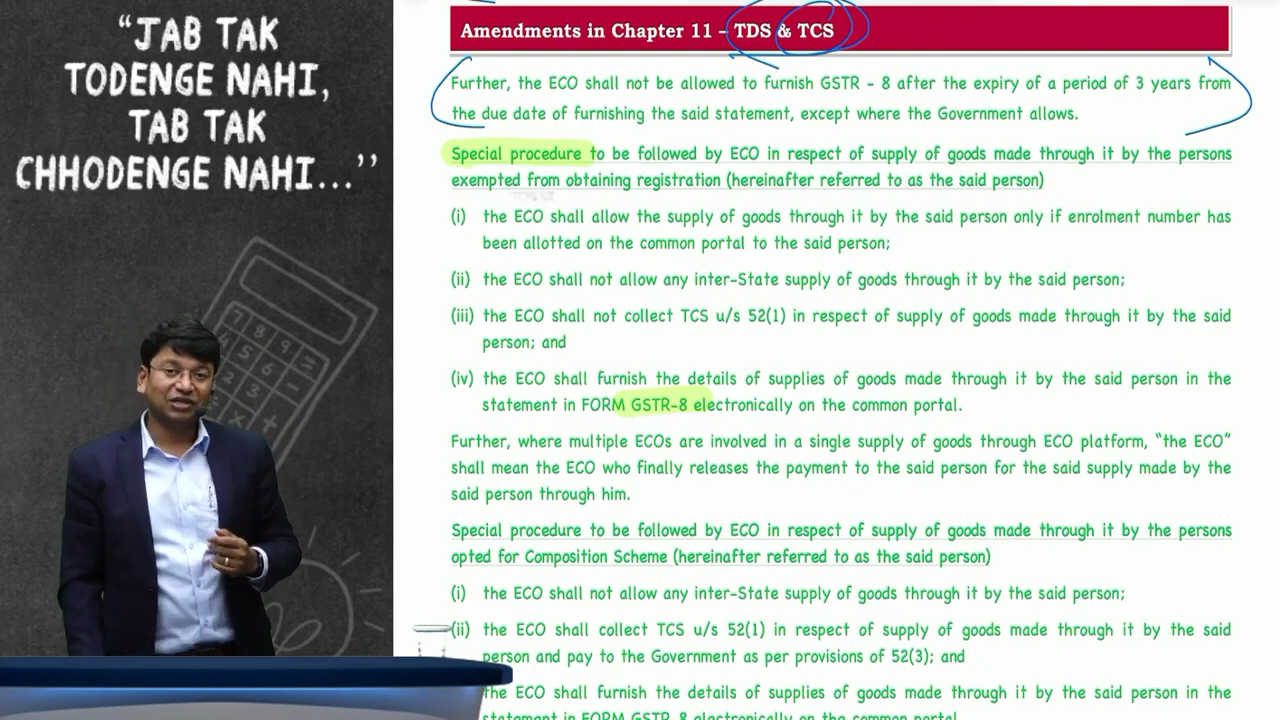 “JAB TAK
TODENGE NAHI,
TAB TAK
CHHODENGE NAHI...’’
Amendments in Chapter 11 – TDS & TCS
Further, the ECO shall not be allowed to furnish GSTR – 8 after the expiry of a period of 3 years from
the due date of furnishing the said statement, except where the Government allows.
Special procedure to be followed by ECO in respect of supply of goods made through it by the persons
exempted from obtaining registration (hereinafter referred to as the said person)
(i) the ECO shall allow the supply of goods through it by the said person only if enrolment number has
been allotted on the common portal to the said person;
(ii) the ECO shall not allow any inter-State supply of goods through it by the said person;
(iii) the ECO shall not collect TCS u/s 52(1) in respect of supply of goods made through it by the said
person; and
(iv) the ECO shall furnish the details of supplies of goods made through it by the said person in the
statement in FORM GSTR-8 electronically on the common portal.
Further, where multiple ECOs are involved in a single supply of goods through ECO platform, “the ECO”
shall mean the ECO who finally releases the payment to the said person for the said supply made by the
said person through him.
Special procedure to be followed by ECO in respect of supply of goods made through it by the persons
opted for Composition Scheme (hereinafter referred to as the said person)
(i) the ECO shall not allow any inter-State supply of goods through it by the said person;
(ii) the ECO shall collect TCS u/s 52(1) in respect of supply of goods made through it by the said
person and pay to the Government as per provisions of 52(3); and
the ECO shall furnish the details of supplies of goods made through it by the said person in the
statement in FORM GSTR-8 electronically on the common portal.